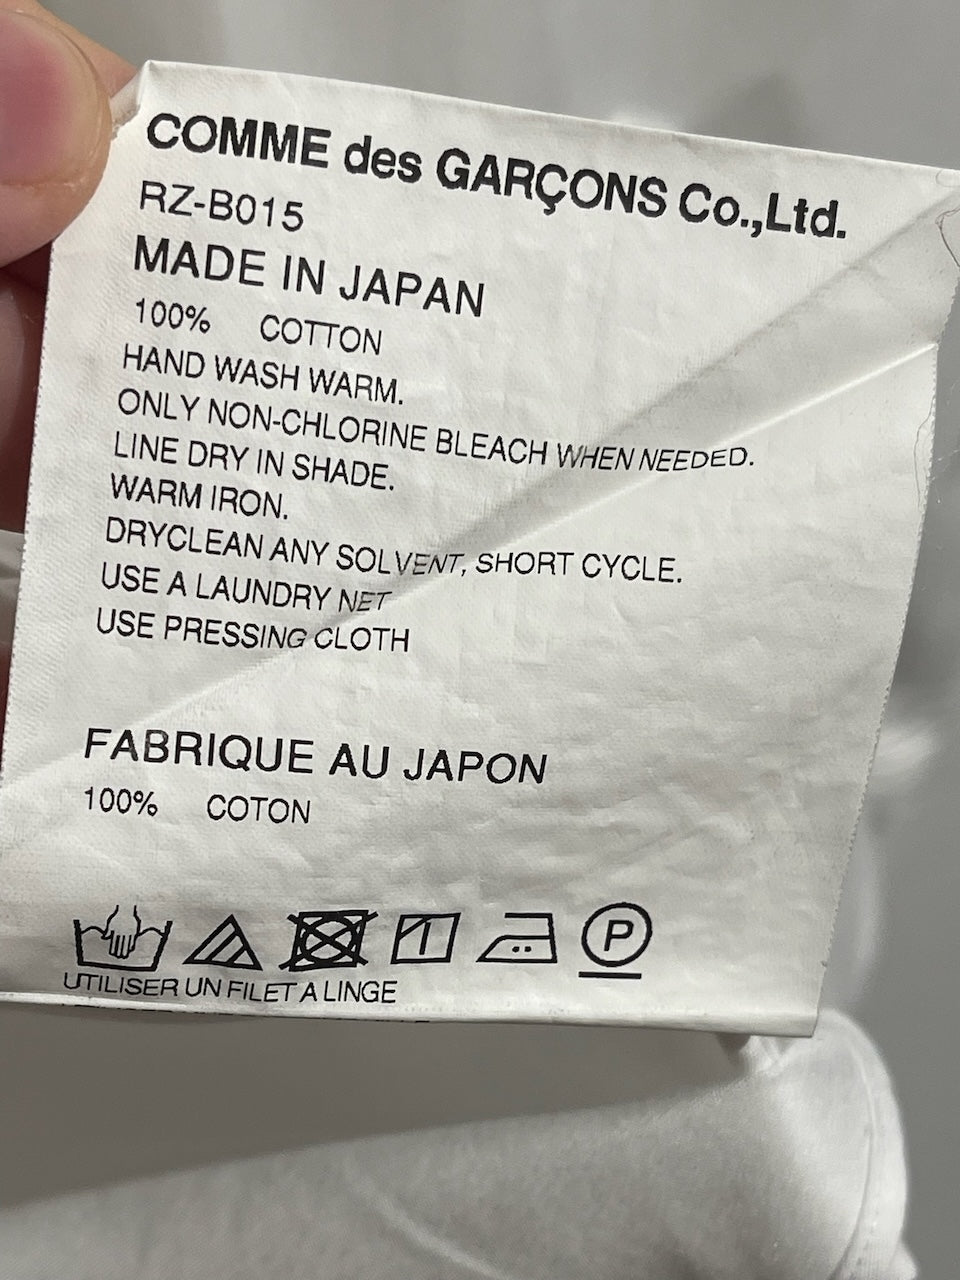 COMME des GARÇONS Co.,Ltd.
RZ-B015
MADE IN JAPAN
100% COTTON
HAND WASH WARM.
ONLY NON-CHLORINE BLEACH WHEN NEEDED.
LINE DRY IN SHADE.
WARM IRON.
DRYCLEAN ANY SOLVENT, SHORT CYCLE.
USE A LAUNDRY NET
USE PRESSING CLOTH
FABRIQUE AU JAPON
100% COTON
P
UTILISER UN FILET A LINGE